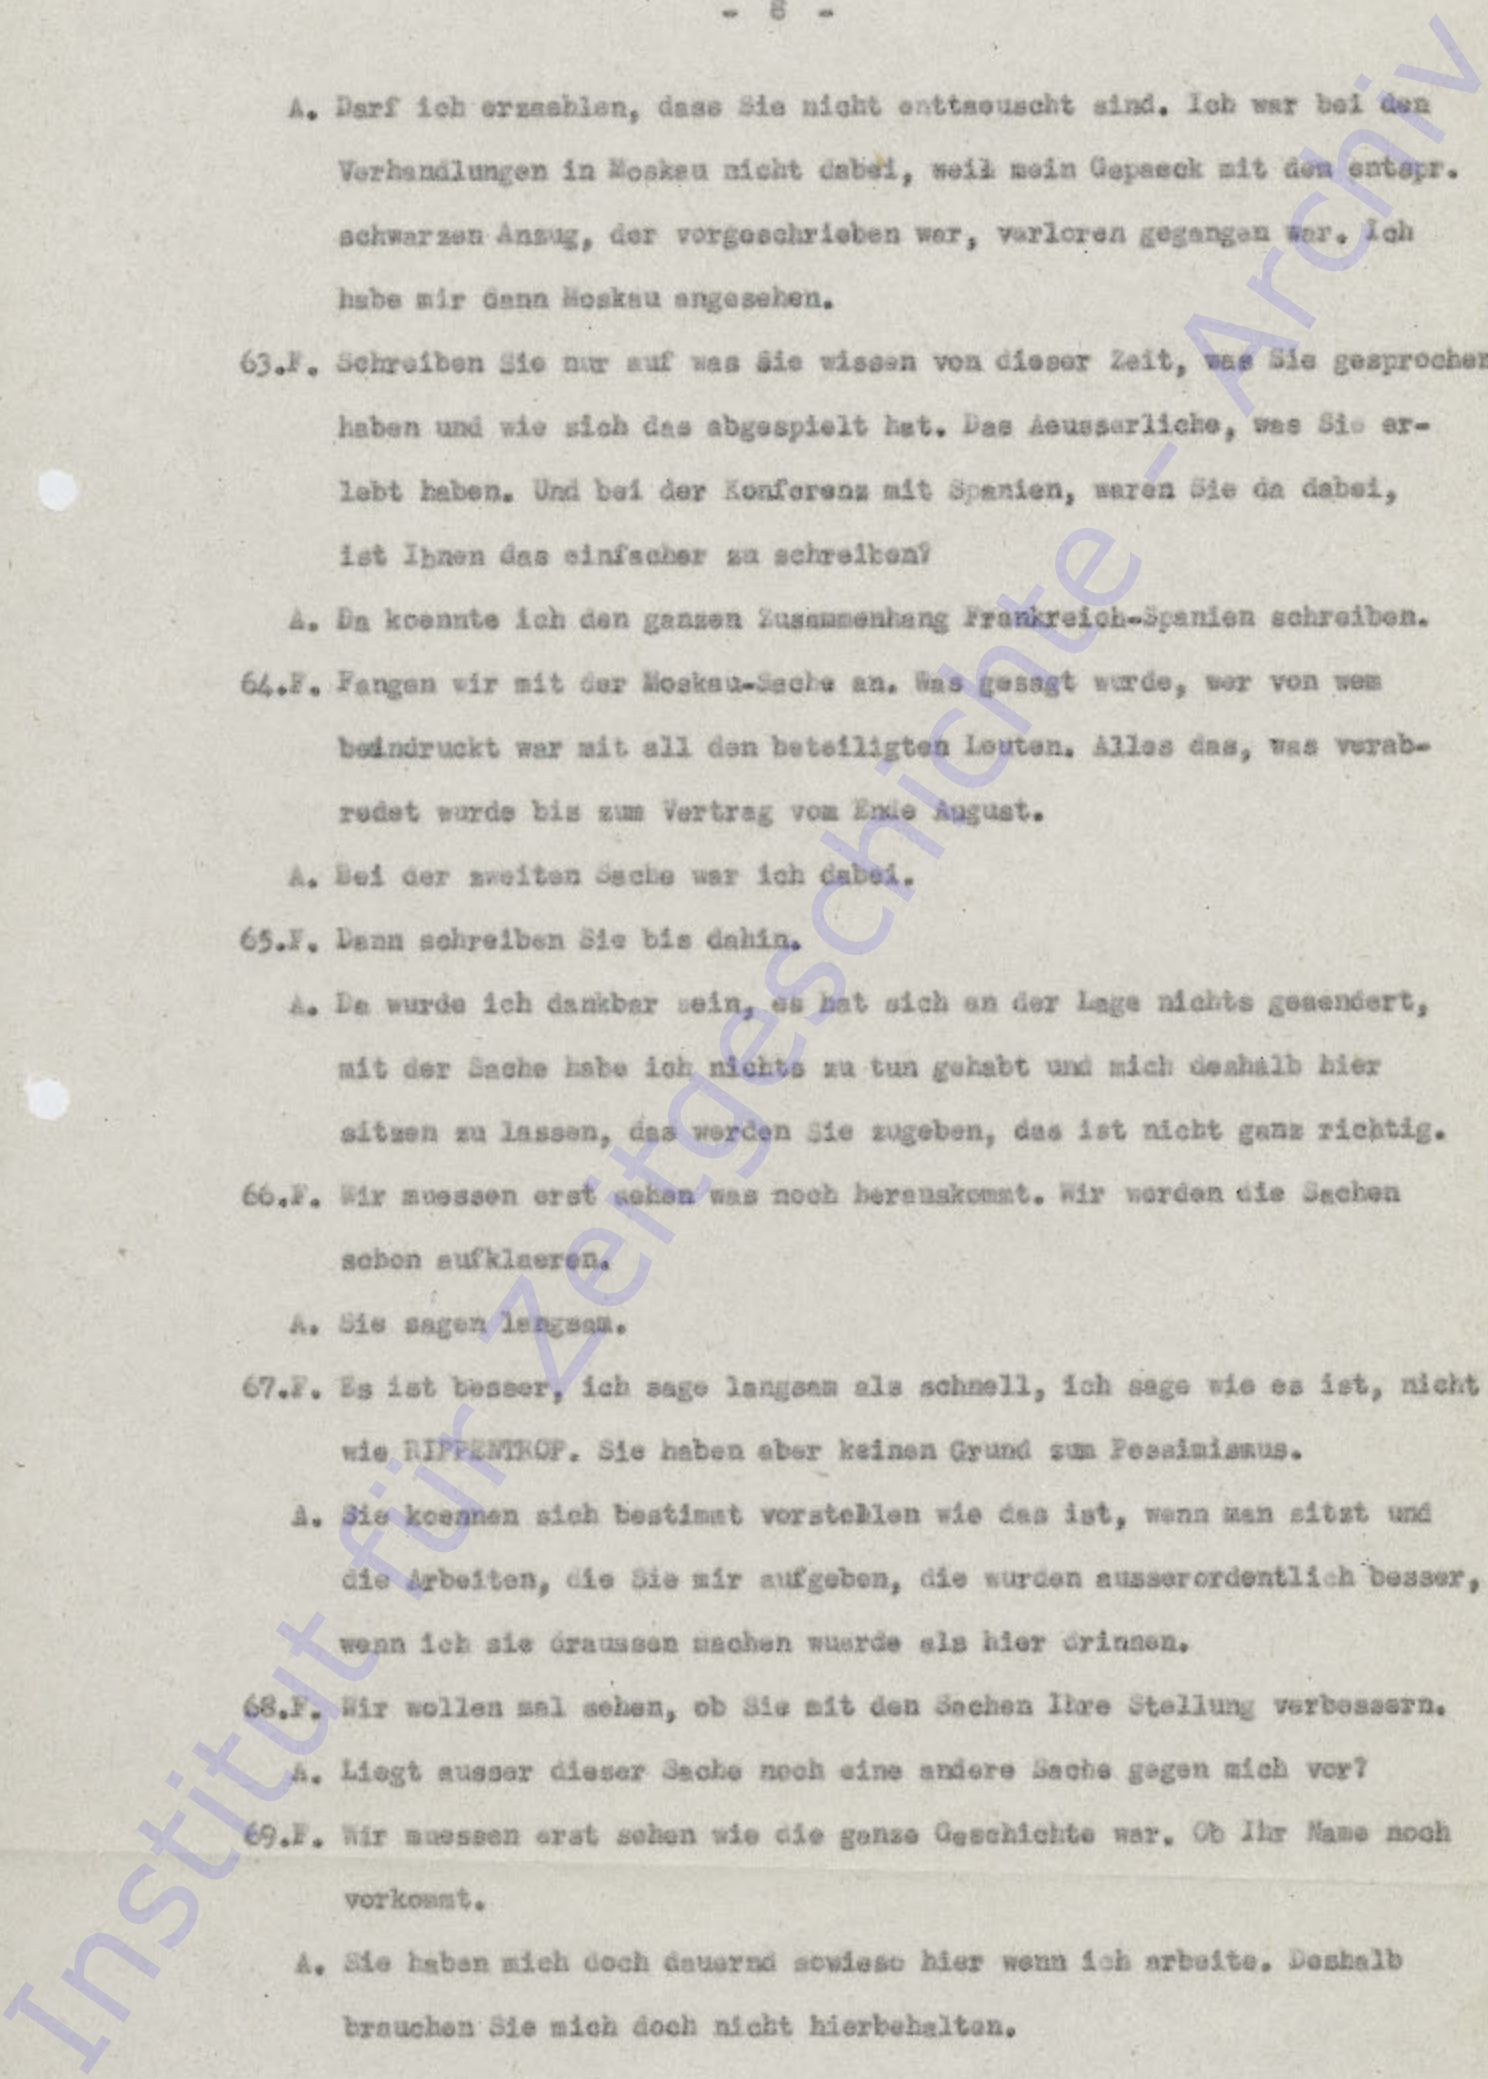 - 8 -
A. Darf ich erzaehlen, dass Sie nicht enttaeuscht sind. Ich war bei den
Verhandlungen in Moskau nicht dabei, weil mein Gepaeck mit dem entspr.
schwarzen Anzug, der vorgeschrieben war, verloren gegangen war. Ich
habe mir dann Moskau angesehen.
63.F. Schreiben Sie nur auf was Sie wissen von dieser Zeit, was Sie gesprochen
haben und wie sich das abgespielt hat. Das Aeusserliche, was Sie er-
lebt haben. Und bei der Konferenz mit Spanien, waren Sie da dabei,
ist Ihnen das einfacher zu schreiben?
A. Da koennte ich den ganzen Zusammenhang Frankreich-Spanien schreiben.
64.F. Fangen wir mit der Moskau-Sache an. Was gesagt wurde, wer von wem
beindruckt war mit all den beteiligten Leuten. Alles das, was verab-
redet wurde bis zum Vertrag vom Ende August.
A. Bei der zweiten Sache war ich dabei.
65.F. Dann schreiben Sie bis dahin.
A. Da wurde ich dankbar sein, es hat sich an der Lage nichts geaendert,
mit der Sache habe ich nichts zu tun gehabt und mich deshalb hier
sitzen zu lassen, das werden Sie zugeben, das ist nicht ganz richtig.
66.F. Wir muessen erst sehen was noch herauskommt. Wir werden die Sachen
schon aufklaeren.
A. Sie sagen langsam.
67.F. Es ist besser, ich sage langsam als schnell, ich sage wie es ist, nicht
wie RIPPENTROP. Sie haben aber keinen Grund zum Pessimismus.
A. Sie koennen sich bestimmt vorstellen wie das ist, wenn man sitzt und
die Arbeiten, die Sie mir aufgeben, die wurden ausserordentlich besser,
wenn ich sie draussen machen wuerde als hier drinnen.
68.F. Wir wollen mal sehen, ob Sie mit den Sachen Ihre Stellung verbessern.
A. Liegt ausser dieser Sache noch eine andere Sache gegen mich vor?
69.F. Wir muessen erst sehen wie die ganze Geschichte war. Ob Ihr Name noch
vorkommt.
A. Sie haben mich doch dauernd sowieso hier wenn ich arbeite. Deshalb
brauchen Sie mich doch nicht hierbehalten.
Institut für Zeitgeschichte - Archiv